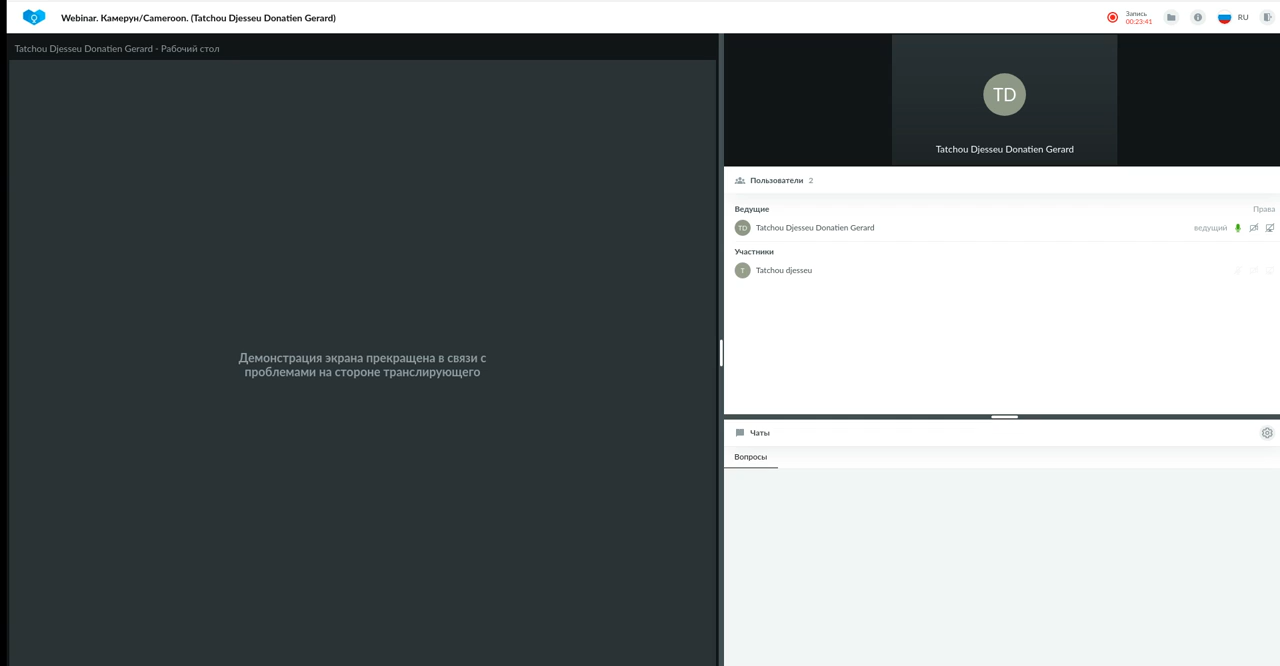 Webinar. Камерун/Cameroon. (Tatchou Djesseu Donatien Gerard)
Запись
00:23:41
RU
Tatchou Djesseu Donatien Gerard - Рабочий стол
TD
Tatchou Djesseu Donatien Gerard
Пользователи 2
Ведущие Права
TD Tatchou Djesseu Donatien Gerard ведущий
Участники
T Tatchou djesseu
Демонстрация экрана прекращена в связи с
проблемами на стороне транслирующего
Чаты
Вопросы